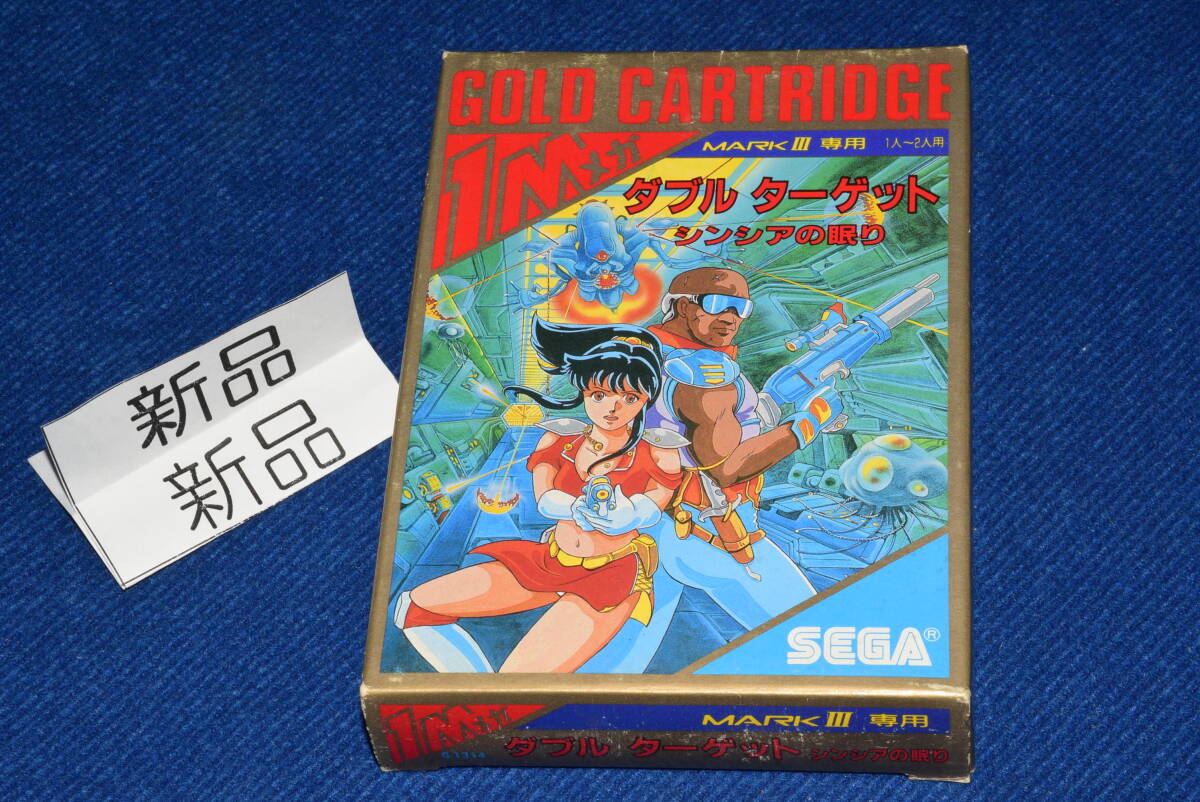 GOLD CARTRIDGE
1Mメガ
MARK III 専用 1人~2人用
ダブル ターゲット
シンシアの眠り
新品
新品
SEGA®
1Mメガ
MARK III 専用
G-1314
ダブル ターゲット シンシアの眠り